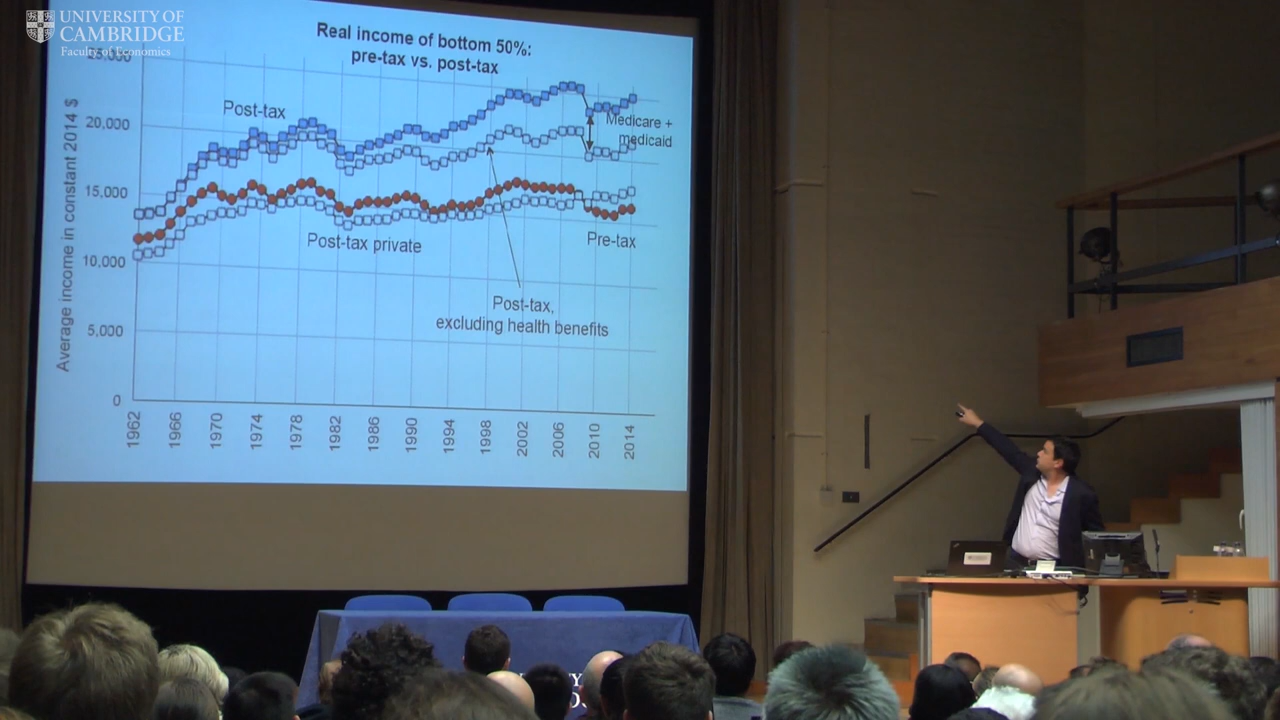 UNIVERSITY OF
CAMBRIDGE
Faculty of Economics
Real income of bottom 50%:
pre-tax vs. post-tax
Average income in constant 2014 $
25,000
20,000
15,000
10,000
5,000
0
Post-tax
Medicare +
medicaid
Post-tax private
Pre-tax
Post-tax,
excluding health benefits
1962
1966
1970
1974
1978
1982
1986
1990
1994
1998
2002
2006
2010
2014